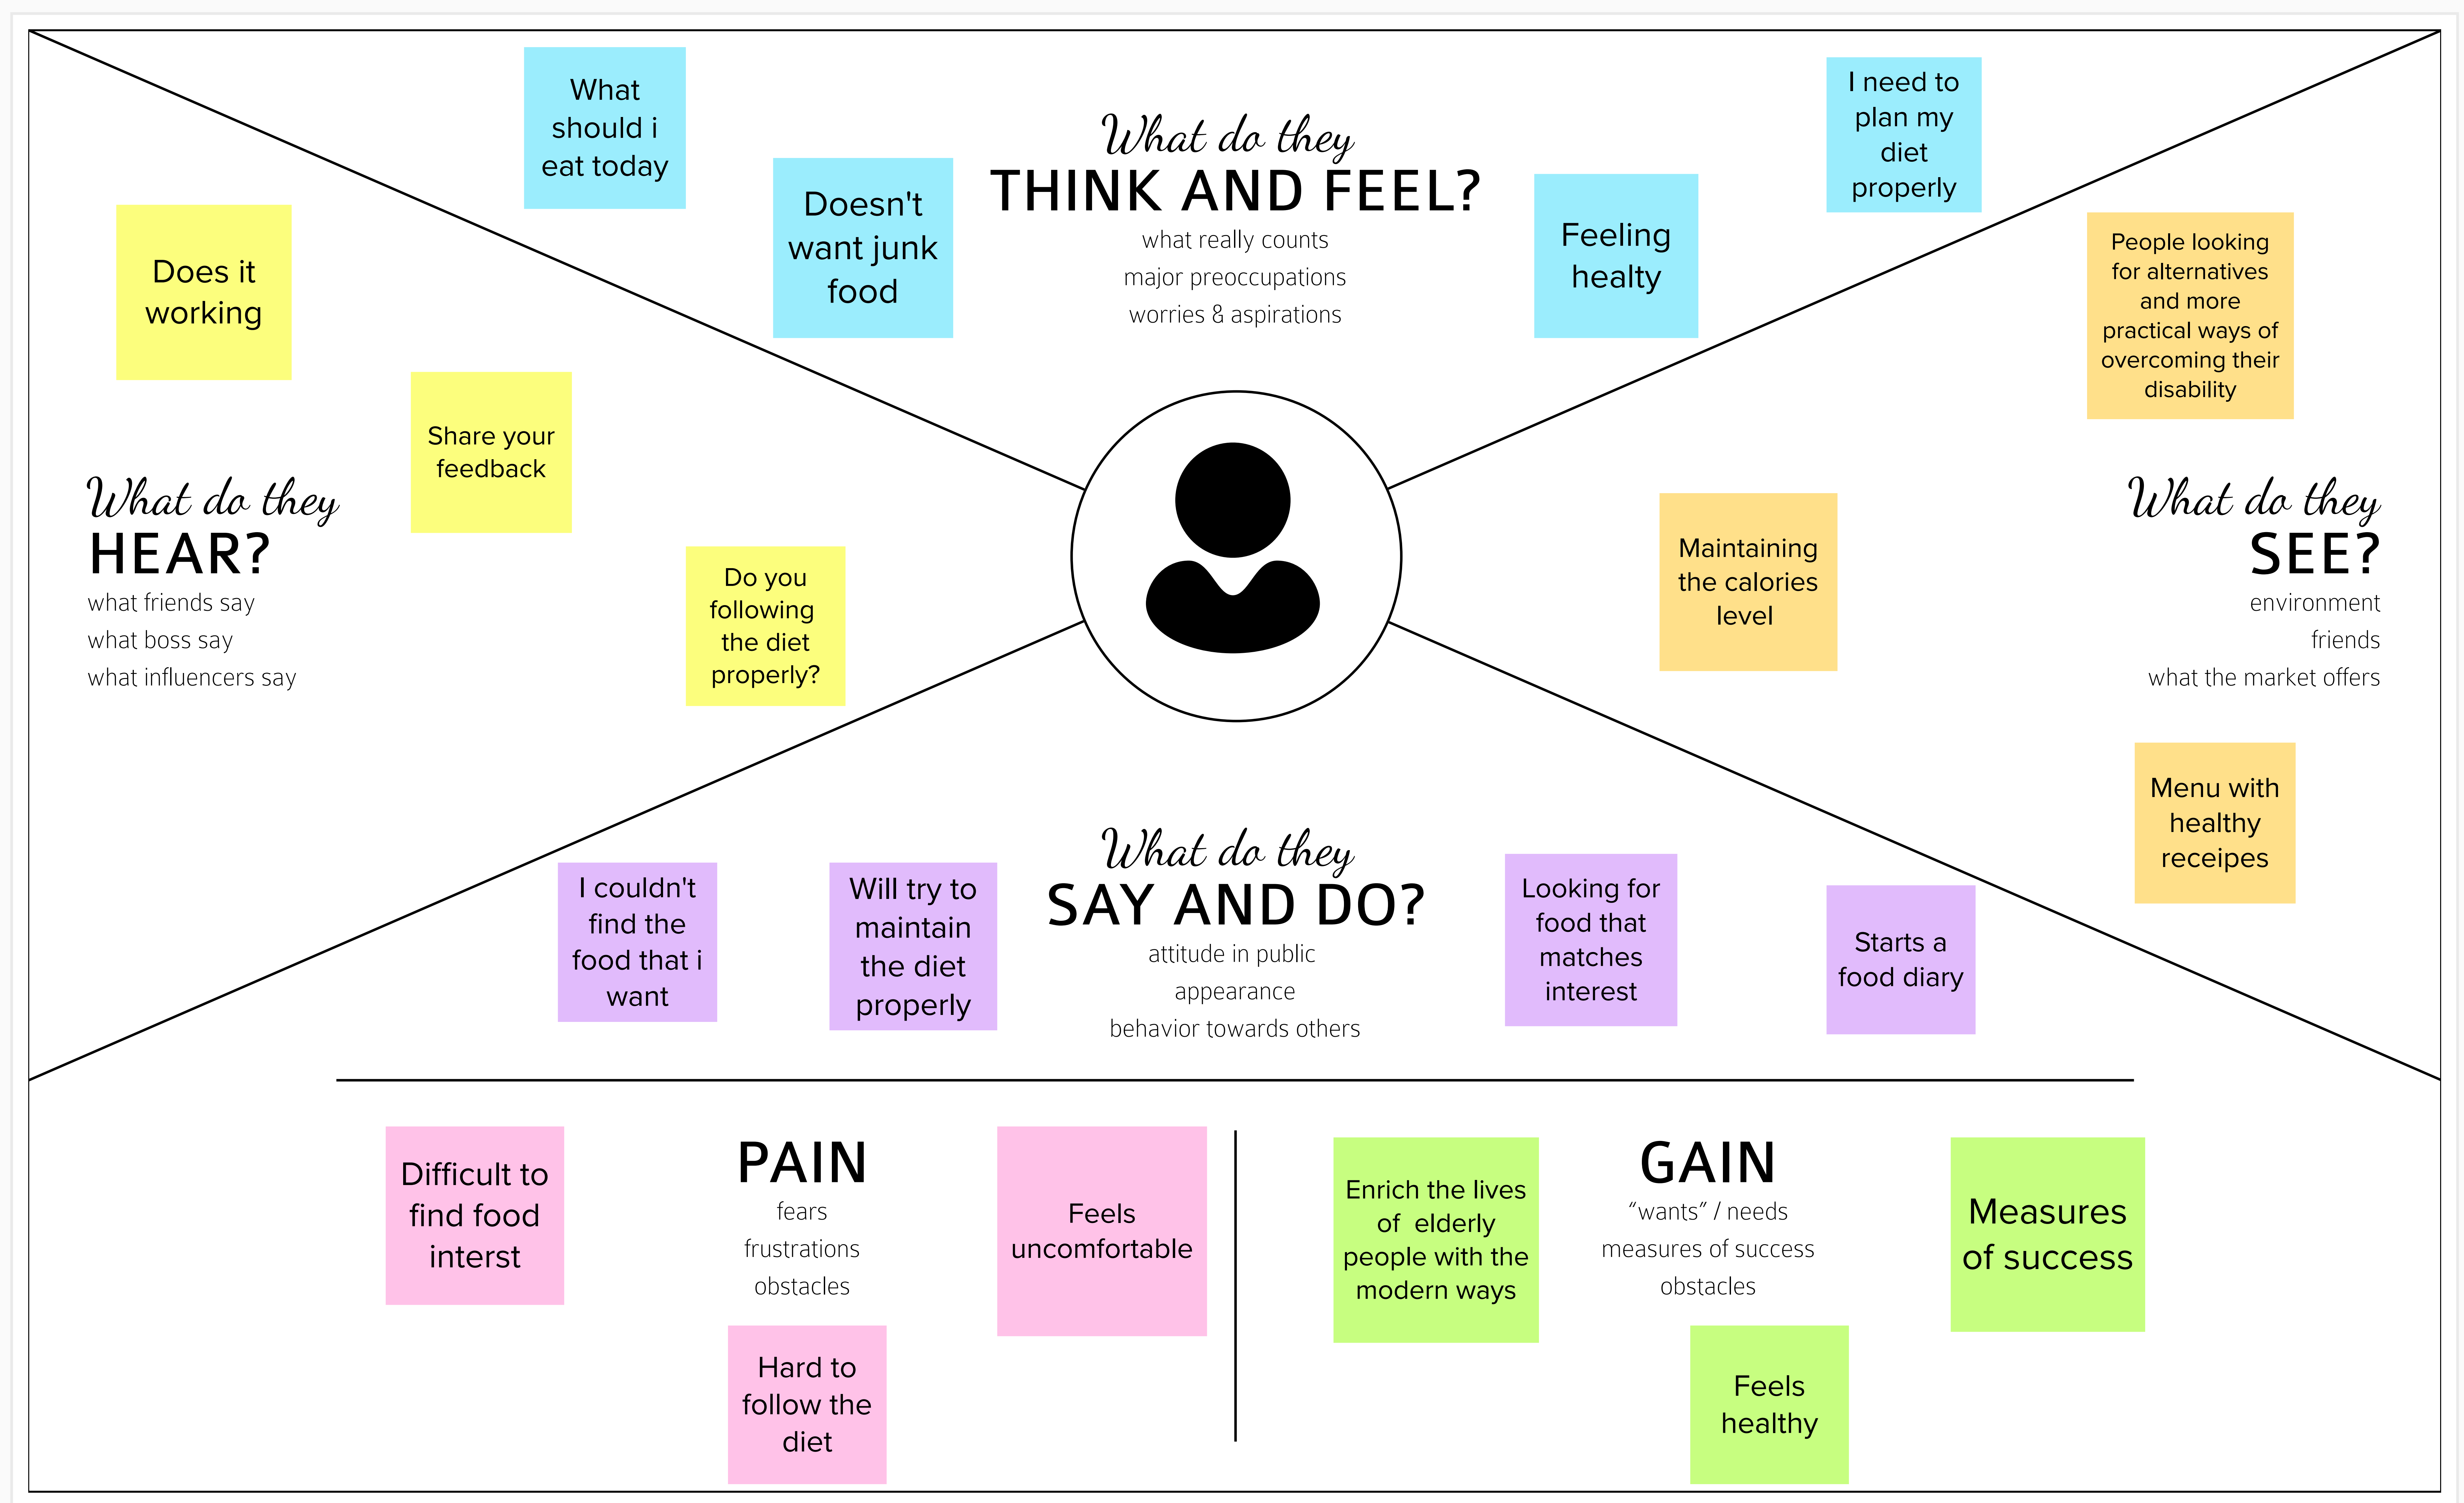 What
should i
eat today
Doesn't
want junk
food
What do they
THINK AND FEEL?
what really counts
major preoccupations
worries & aspirations
Feeling
healty
I need to
plan my
diet
properly
Does it
working
Share your
feedback
What do they
HEAR?
what friends say
what boss say
what influencers say
Do you
following
the diet
properly?
People looking
for alternatives
and more
practical ways of
overcoming their
disability
Maintaining
the calories
level
What do they
SEE?
environment
friends
what the market offers
Menu with
healthy
receipes
I couldn't
find the
food that i
want
Will try to
maintain
the diet
properly
What do they
SAY AND DO?
attitude in public
appearance
behavior towards others
Looking for
food that
matches
interest
Starts a
food diary
Difficult to
find food
interst
PAIN
fears
frustrations
obstacles
Feels
uncomfortable
Hard to
follow the
diet
Enrich the lives
of elderly
people with the
modern ways
GAIN
“wants” / needs
measures of success
obstacles
Measures
of success
Feels
healthy